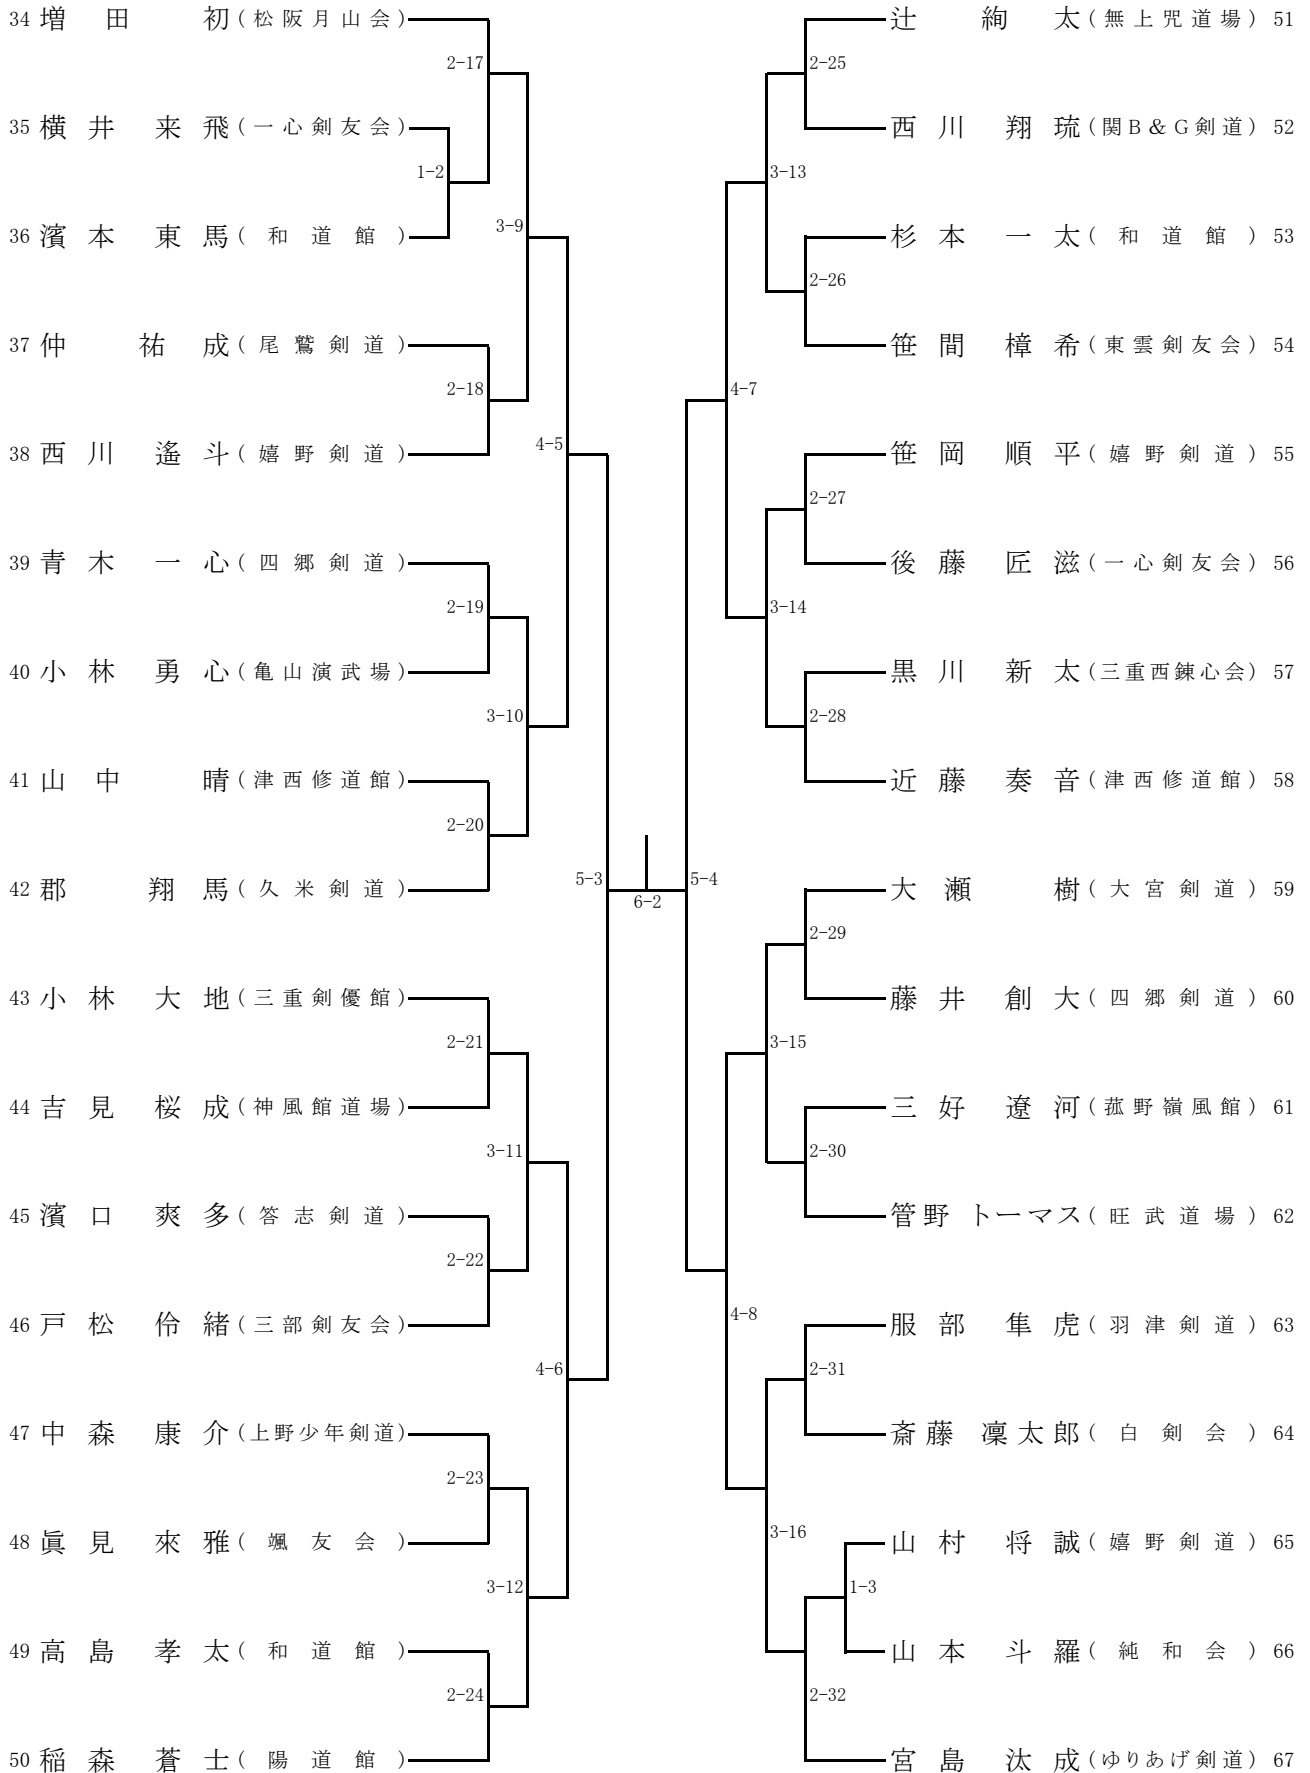 34 増田 初 (松阪月山会)
2-17
35 横井 来飛 (一心剣友会)
1-2
36 濱本 東馬 (和道館)
3-9
37 仲 祐成 (尾鷲剣道)
2-18
38 西川 遙斗 (嬉野剣道)
4-5
39 青木 一心 (四郷剣道)
2-19
40 小林 勇心 (亀山演武場)
3-10
41 山中 晴 (津西修道館)
2-20
42 郡 翔馬 (久米剣道)
5-3
43 小林 大地 (三重剣優館)
2-21
44 吉見 桜成 (神風館道場)
3-11
45 濱口 爽多 (答志剣道)
2-22
46 戸松 伶緒 (三部剣友会)
4-6
47 中森 康介 (上野少年剣道)
2-23
48 眞見 來雅 (颯友会)
3-12
49 高島 孝太 (和道館)
2-24
50 稲森 蒼士 (陽道館)
6-2
辻 絢太 (無上咒道場) 51
2-25
西川 翔琉 (関B&G剣道) 52
3-13
杉本 一太 (和道館) 53
2-26
笹間 樟希 (東雲剣友会) 54
4-7
笹岡 順平 (嬉野剣道) 55
2-27
後藤 匠滋 (一心剣友会) 56
3-14
黒川 新太 (三重西錬心会) 57
2-28
近藤 奏音 (津西修道館) 58
5-4
大瀬 樹 (大宮剣道) 59
2-29
藤井 創大 (四郷剣道) 60
3-15
三好 遼河 (菰野嶺風館) 61
2-30
管野 トーマス (旺武道場) 62
4-8
服部 隼虎 (羽津剣道) 63
2-31
斎藤 凜太郎 (白剣会) 64
3-16
山村 将誠 (嬉野剣道) 65
1-3
山本 斗羅 (純和会) 66
2-32
宮島 汰成 (ゆりあげ剣道) 67